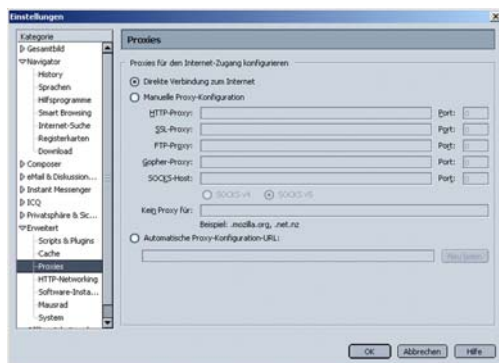 Einstellungen
Kategorie
Gesamtbild
Navigator
History
Sprachen
Hilfsprogramme
Smart Browsing
Internet-Suche
Registerkarten
Download
Composer
eMail & Diskussion...
Instant Messenger
ICQ
Privatsphäre & Sic...
Erweitert
Scripts & Plugins
Cache
Proxies
HTTP-Networking
Software-Insta...
Mausrad
System
Proxies
Proxies für den Internet-Zugang konfigurieren
Direkte Verbindung zum Internet
Manuelle Proxy-Konfiguration
HTTP-Proxy: Port:
SSL-Proxy: Port:
FTP-Proxy: Port:
Gopher-Proxy: Port:
SOCKS-Host: Port:
SOCKS v4 SOCKS v5
Kein Proxy für:
Beispiel: .mozilla.org, .net.nz
Automatische Proxy-Konfiguration-URL:
Neu laden
OK Abbrechen Hilfe